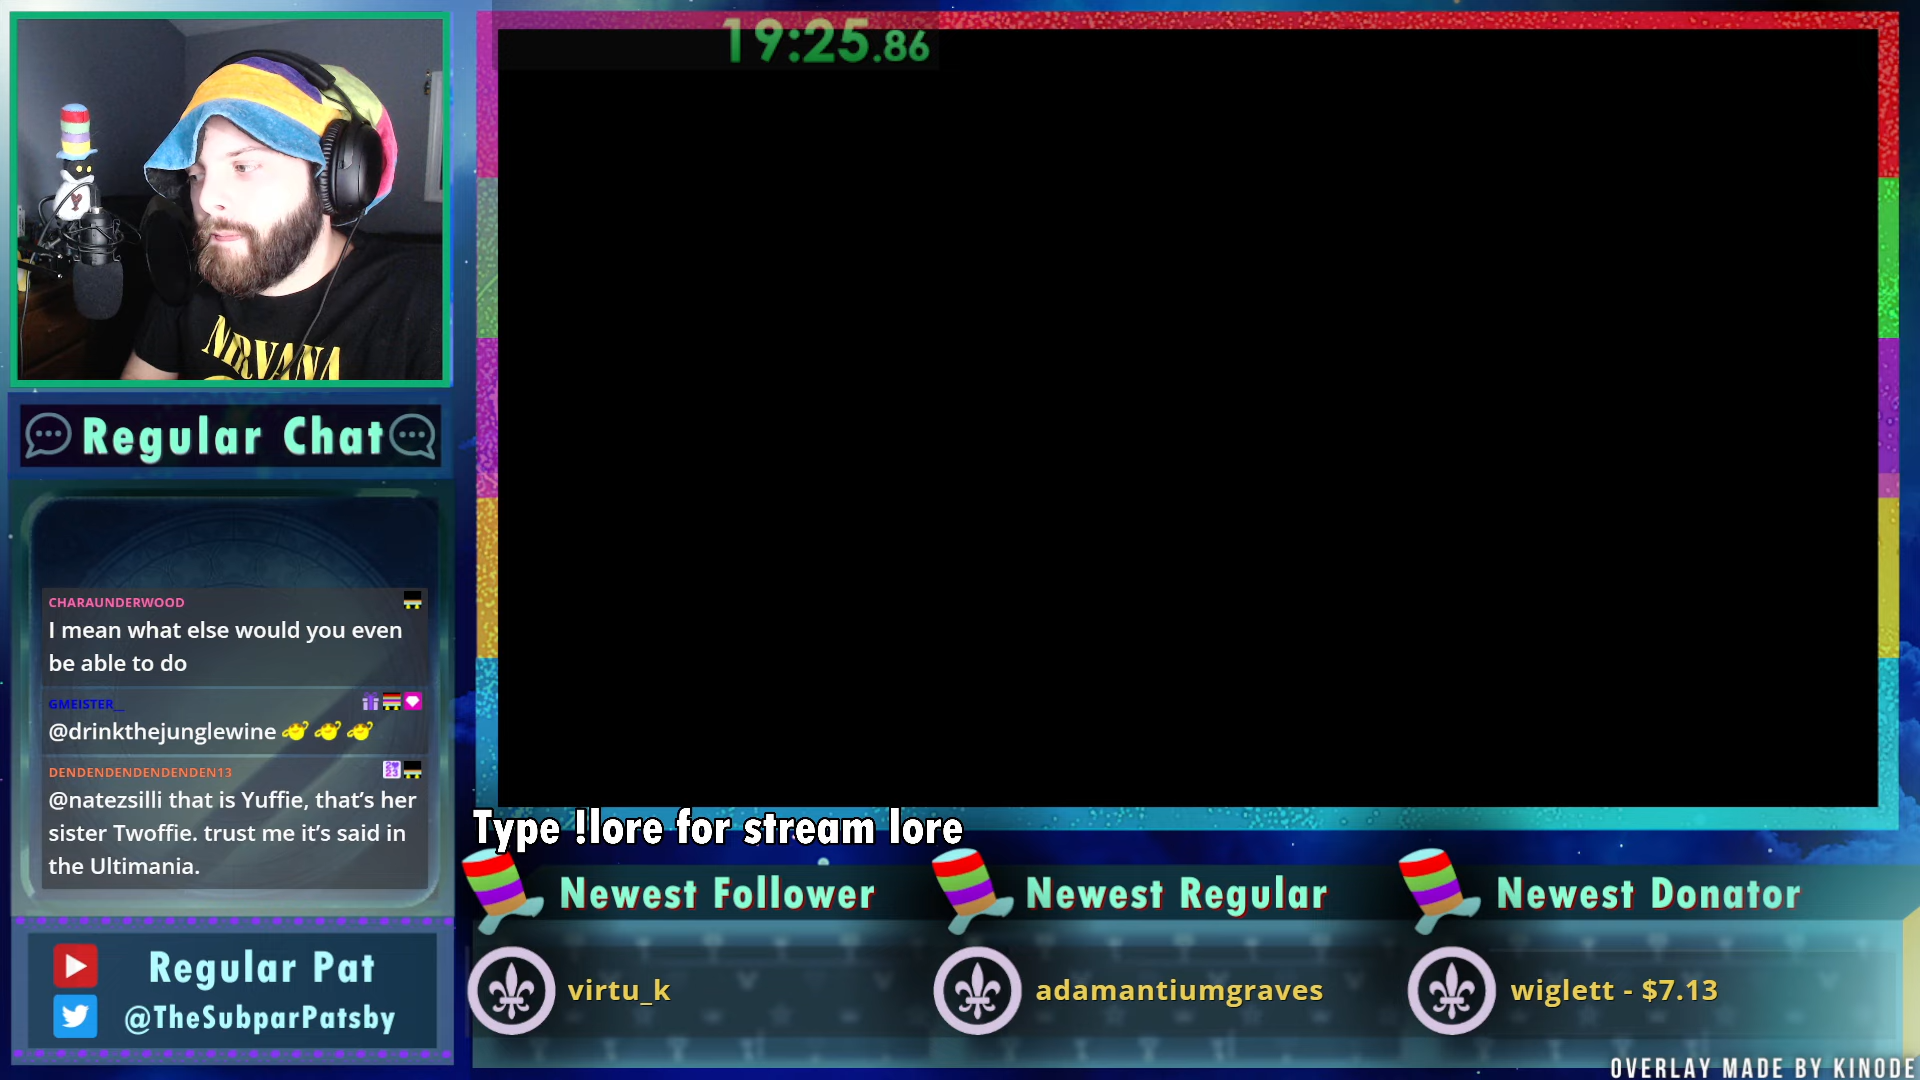 19:25.86
NIRVANA
Regular Chat
CHARAUNDERWOOD
I mean what else would you even
be able to do
GMEISTER__
@drinkthejunglewine
DENDENDENDENDENDEN13
@natezsilli that is Yuffie, that's her
sister Twoffie. trust me it's said in
the Ultimania.
Regular Pat
@TheSubparPatsby
Type !lore for stream lore
Newest Follower
virtu_k
Newest Regular
adamantiumgraves
Newest Donator
wiglett - $7.13
OVERLAY MADE BY KINODE